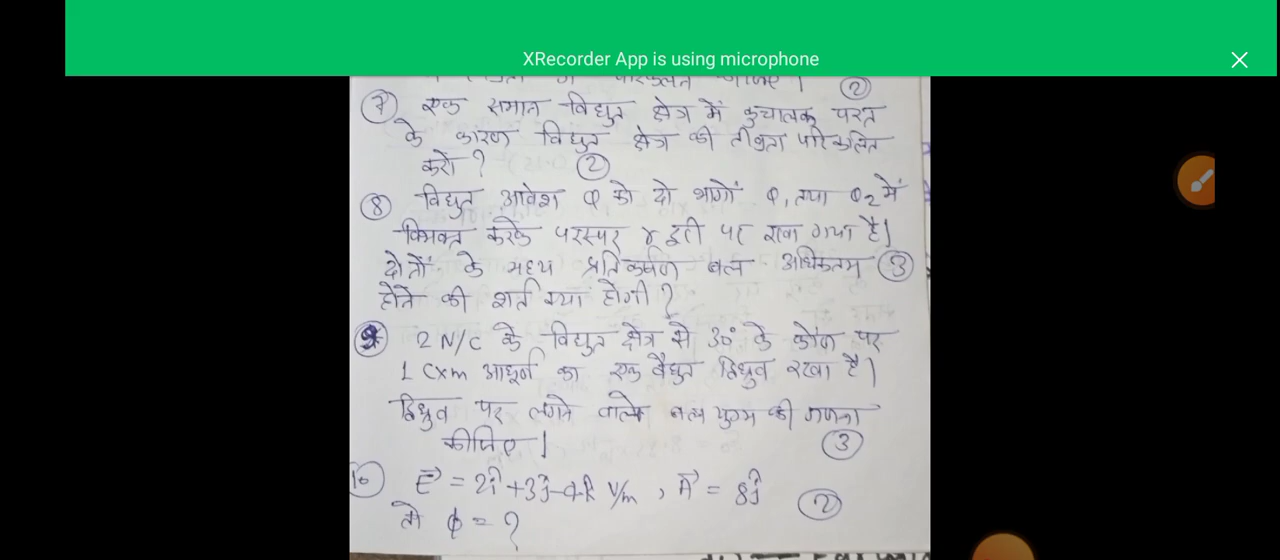 XRecorder App is using microphone
②
⑦ एक समान विद्युत क्षेत्र में कुचालक परत
के कारण विद्युत क्षेत्र की तीव्रता परिकलित
करो ? ②
⑧ विद्युत आवेश Q को दो भागों Q₁ तथा Q₂ में
विभक्त करके परस्पर r दूरी पर रखा गया है।
दोनों के मध्य प्रतिकर्षण बल अधिकतम ③
होने की शर्त क्या होगी ?
⑨ 2 N/C के विद्युत क्षेत्र से 30° के कोण पर
1 C×m आघूर्ण का एक वैधुत द्विध्रुव रखा है।
द्विध्रुव पर लगने वाले बल युग्म की गणना
कीजिए। ③
⑩ E⃗ = 2î + 3ĵ - 4k̂ V/m , A⃗ = 8ĵ ②
तो ϕ = ?